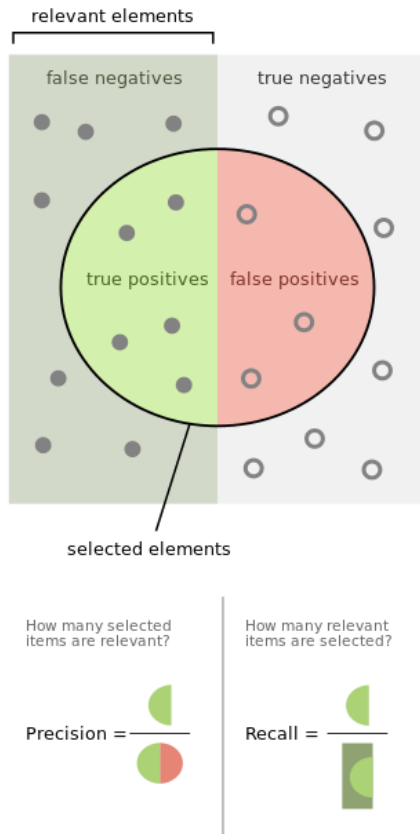 relevant elements
false negatives
true negatives
true positives
false positives
selected elements
How many selected
items are relevant?
How many relevant
items are selected?
Precision =
Recall =